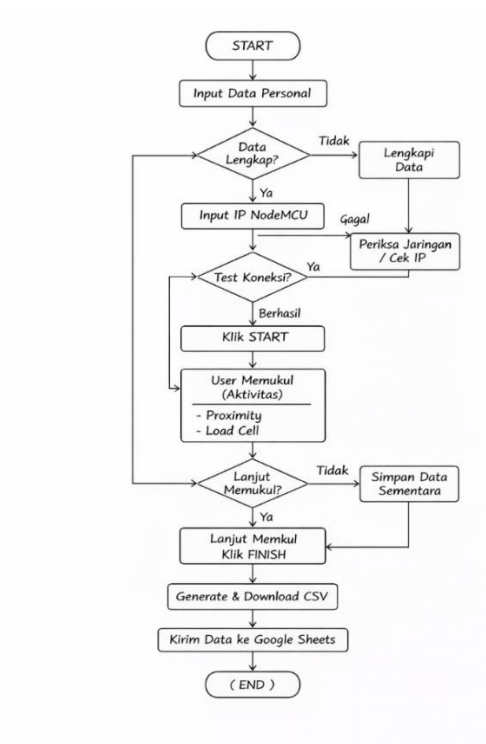 START
Input Data Personal
Data
Lengkap?
Tidak
Lengkapi
Data
Ya
Input IP NodeMCU
Gagal
Periksa Jaringan
/ Cek IP
Test Koneksi?
Ya
Berhasil
Klik START
User Memukul
(Aktivitas)
- Proximity
- Load Cell
Lanjut
Memukul?
Tidak
Simpan Data
Sementara
Ya
Lanjut Memkul
Klik FINISH
Generate & Download CSV
Kirim Data ke Google Sheets
( END )